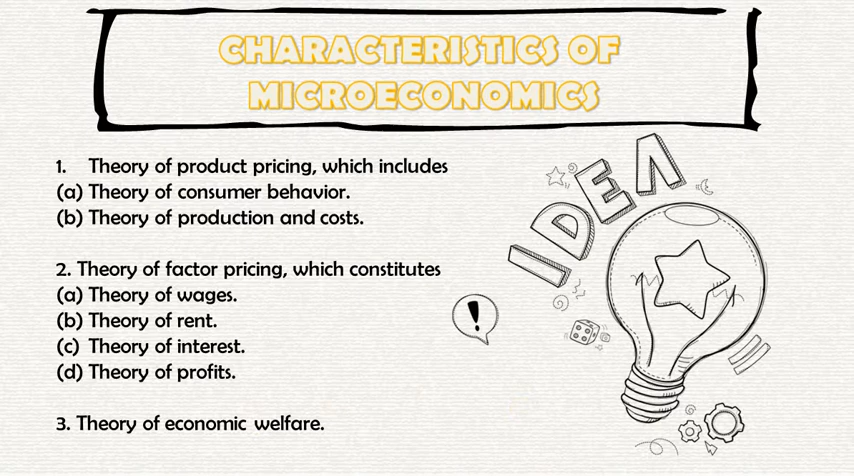 CHARACTERISTICS OF
MICROECONOMICS
1. Theory of product pricing, which includes
(a) Theory of consumer behavior.
(b) Theory of production and costs.
2. Theory of factor pricing, which constitutes
(a) Theory of wages.
(b) Theory of rent.
(c) Theory of interest.
(d) Theory of profits.
3. Theory of economic welfare.
IDEA
!